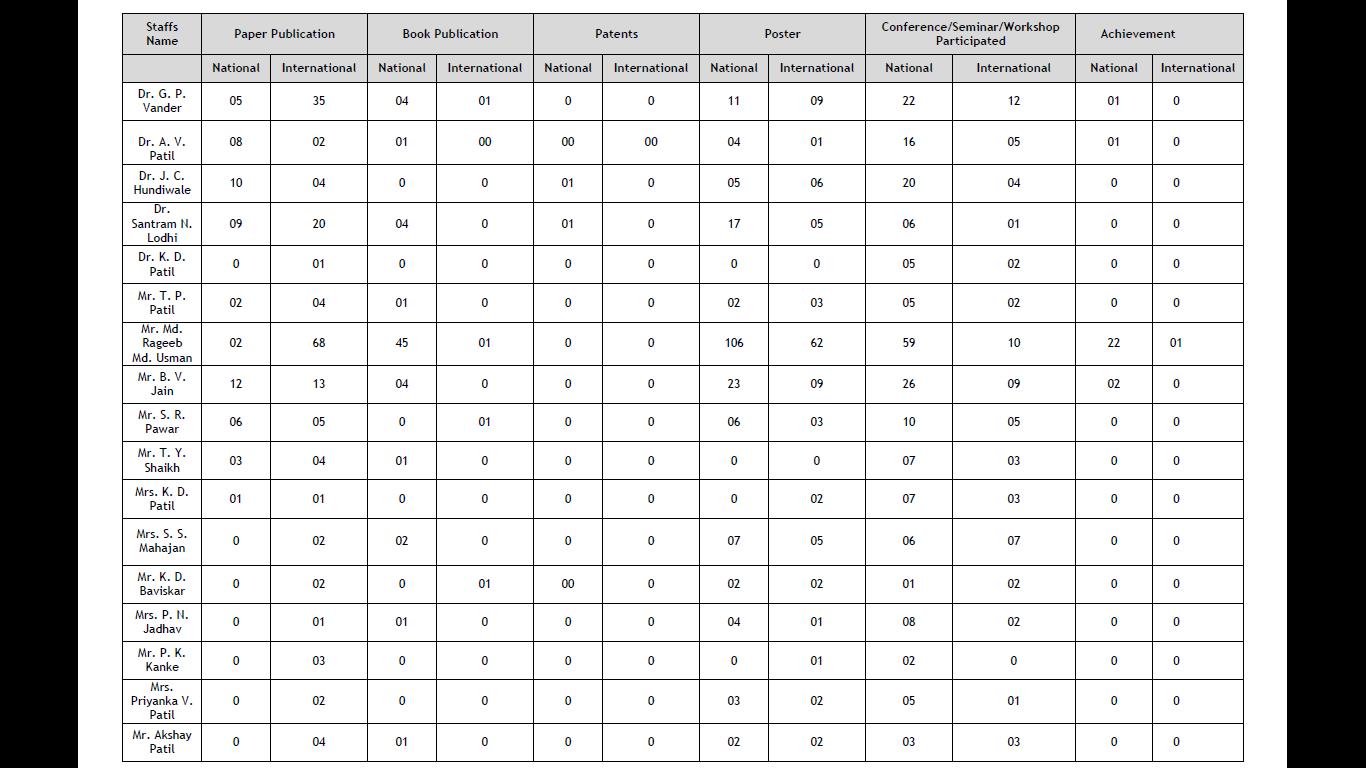 Staffs Name Paper Publication Book Publication Patents Poster Conference/Seminar/Workshop Participated Achievement
National International National International National International National International National International National International
Dr. G. P. Vander 05 35 04 01 0 0 11 09 22 12 01 0
Dr. A. V. Patil 08 02 01 00 00 00 04 01 16 05 01 0
Dr. J. C. Hundiwale 10 04 0 0 01 0 05 06 20 04 0 0
Dr. Santram N. Lodhi 09 20 04 0 01 0 17 05 06 01 0 0
Dr. K. D. Patil 0 01 0 0 0 0 0 0 05 02 0 0
Mr. T. P. Patil 02 04 01 0 0 0 02 03 05 02 0 0
Mr. Md. Rageeb Md. Usman 02 68 45 01 0 0 106 62 59 10 22 01
Mr. B. V. Jain 12 13 04 0 0 0 23 09 26 09 02 0
Mr. S. R. Pawar 06 05 0 01 0 0 06 03 10 05 0 0
Mr. T. Y. Shaikh 03 04 01 0 0 0 0 0 07 03 0 0
Mrs. K. D. Patil 01 01 0 0 0 0 0 02 07 03 0 0
Mrs. S. S. Mahajan 0 02 02 0 0 0 07 05 06 07 0 0
Mr. K. D. Baviskar 0 02 0 01 00 0 02 02 01 02 0 0
Mrs. P. N. Jadhav 0 01 01 0 0 0 04 01 08 02 0 0
Mr. P. K. Kanke 0 03 0 0 0 0 0 01 02 0 0 0
Mrs. Priyanka V. Patil 0 02 0 0 0 0 03 02 05 01 0 0
Mr. Akshay Patil 0 04 01 0 0 0 02 02 03 03 0 0